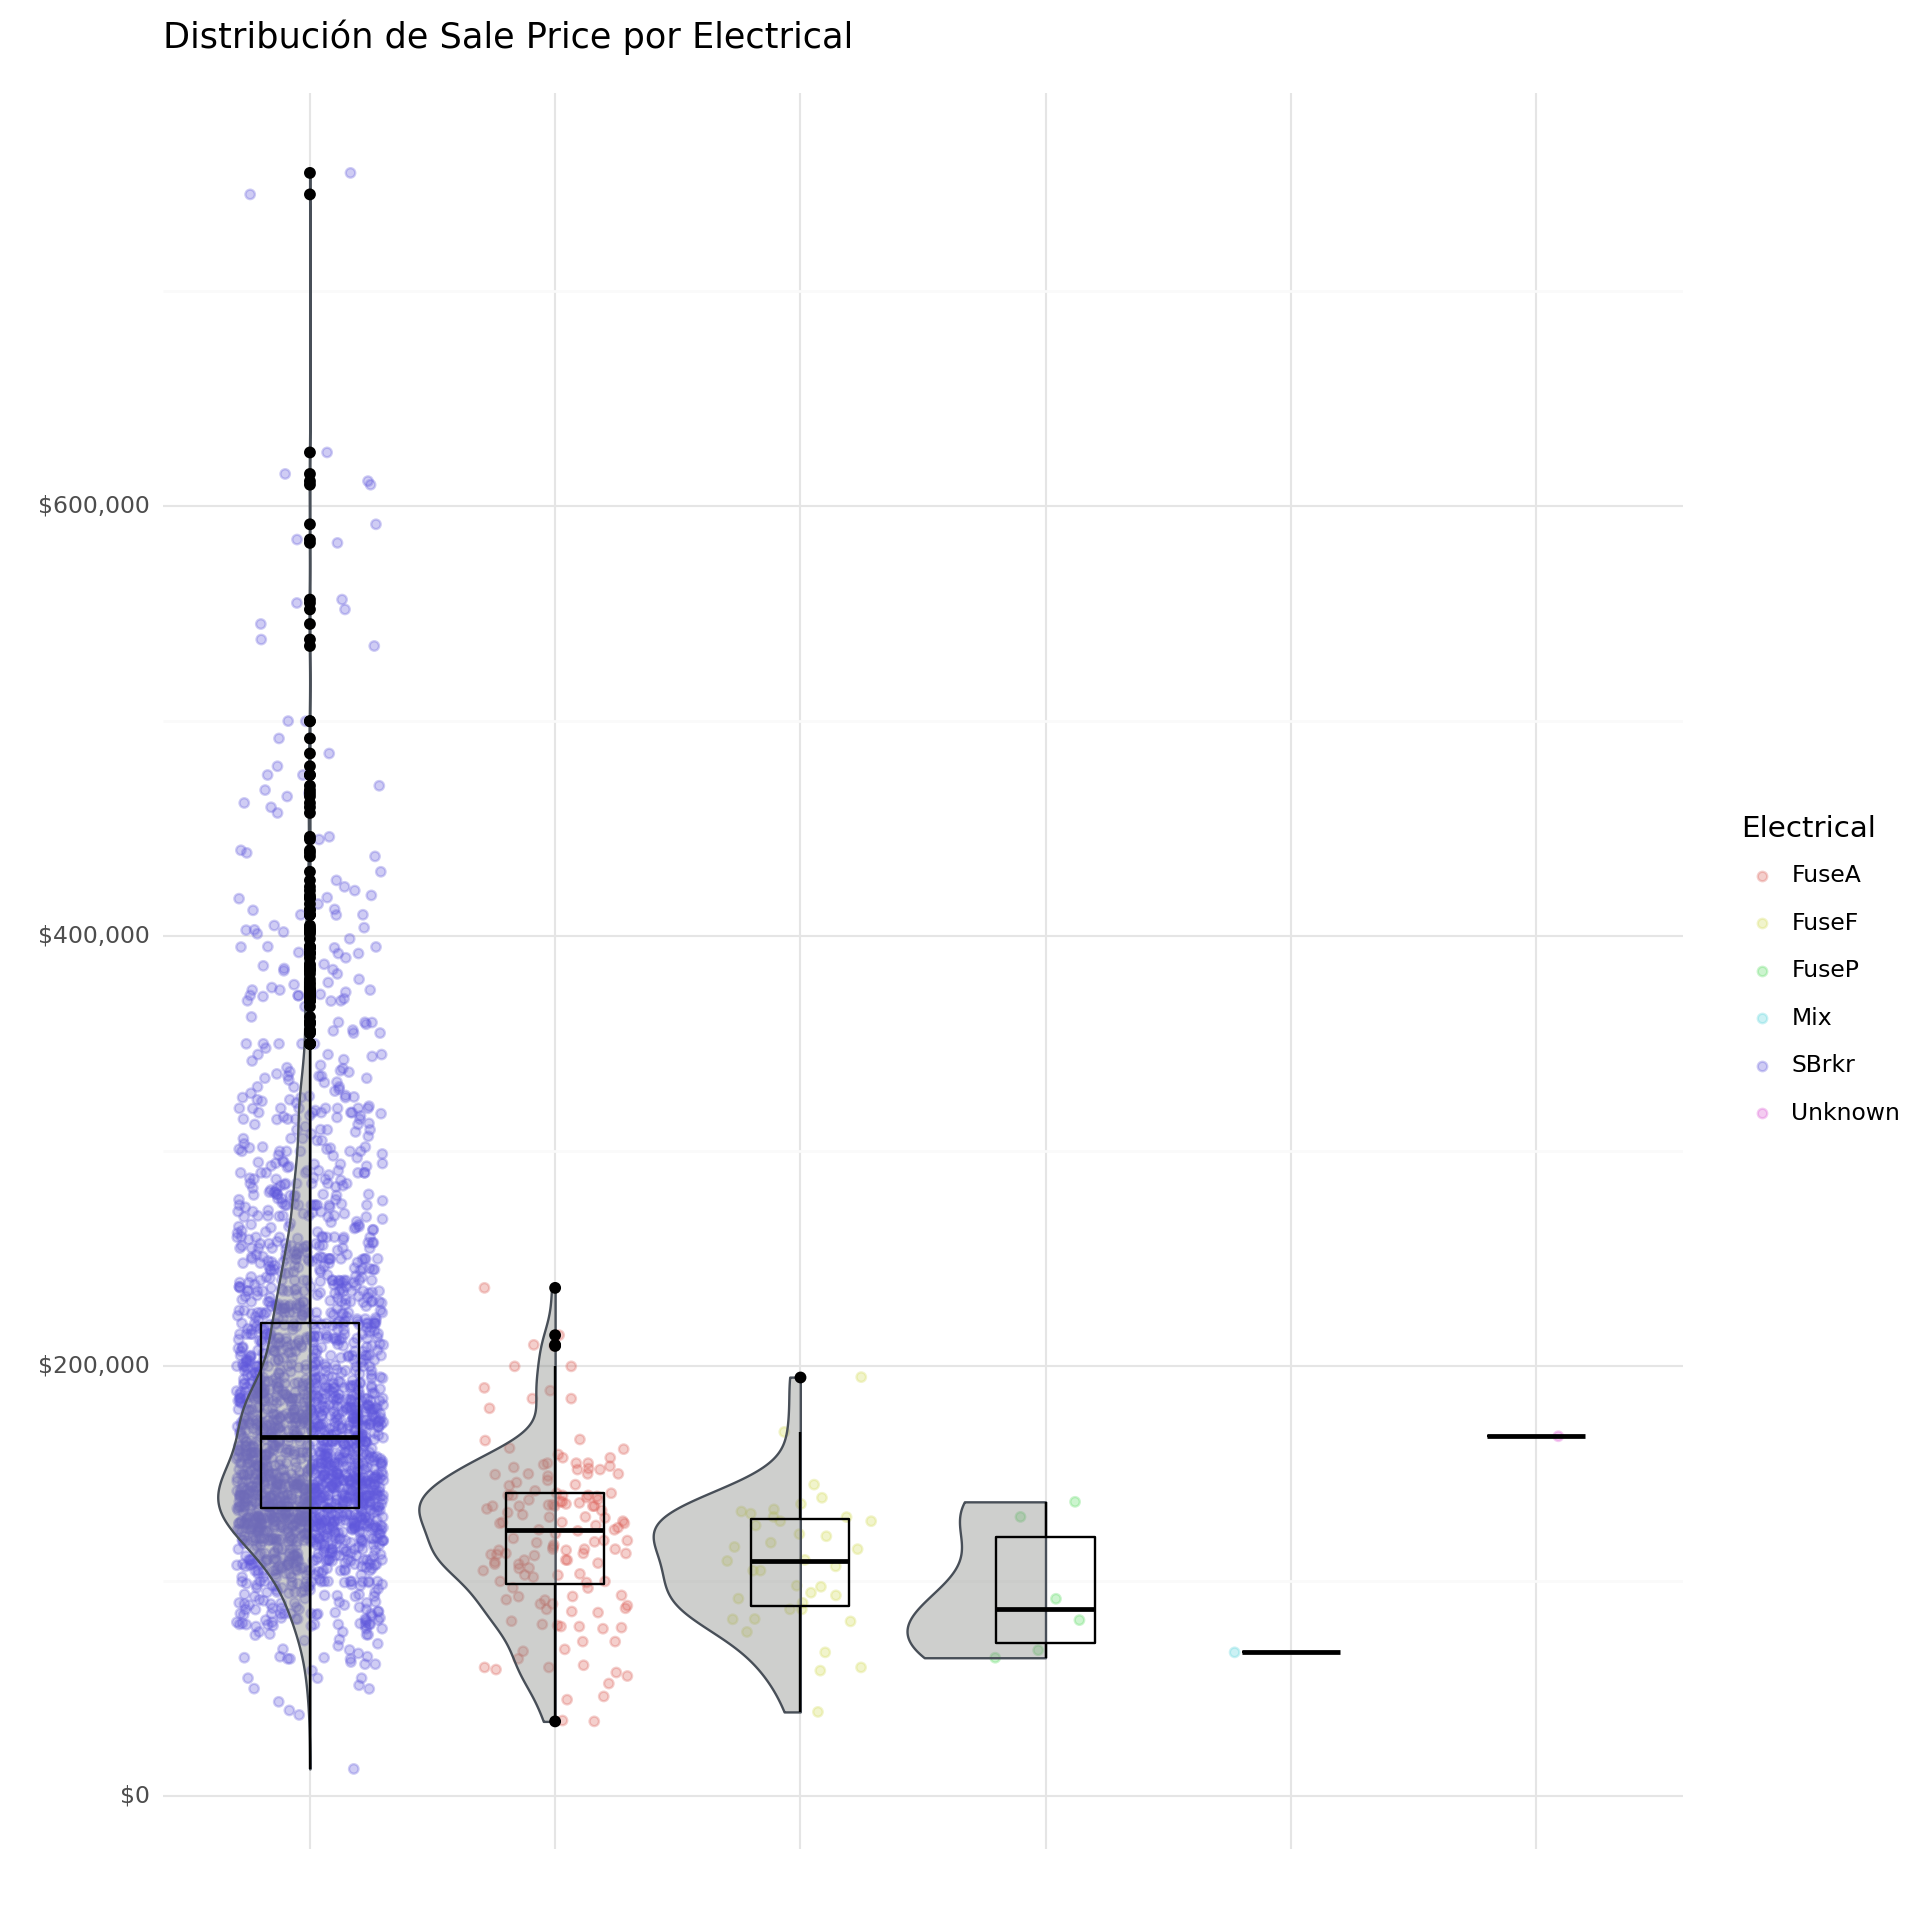 Distribución de Sale Price por Electrical
$600,000
$400,000
$200,000
$0
Electrical
FuseA
FuseF
FuseP
Mix
SBrkr
Unknown